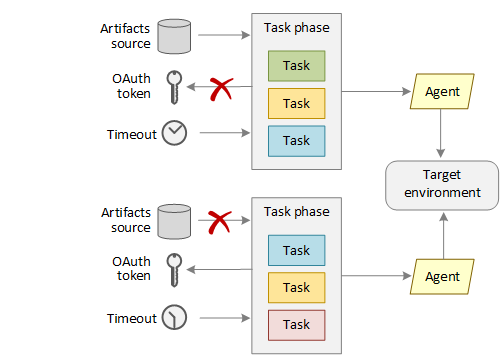 Artifacts
source
Task phase
Task
OAuth
token
Agent
Task
Timeout
Task
Target
environment
Artifacts
source
Task phase
Task
OAuth
token
Agent
Task
Timeout
Task